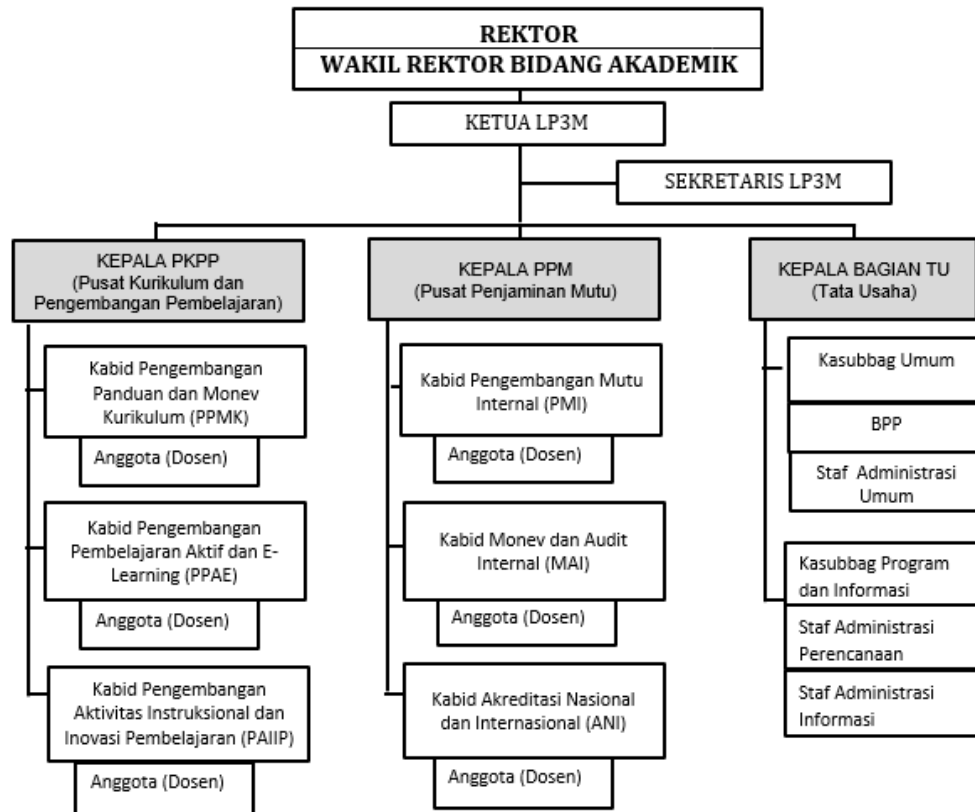 REKTOR
WAKIL REKTOR BIDANG AKADEMIK
KETUA LP3M
SEKRETARIS LP3M
KEPALA PKPP
(Pusat Kurikulum dan
Pengembangan Pembelajaran)
Kabid Pengembangan
Panduan dan Monev
Kurikulum (PPMK)
Anggota (Dosen)
Kabid Pengembangan
Pembelajaran Aktif dan E-
Learning (PPAE)
Anggota (Dosen)
Kabid Pengembangan
Aktivitas Instruksional dan
Inovasi Pembelajaran (PAIIP)
Anggota (Dosen)
KEPALA PPM
(Pusat Penjaminan Mutu)
Kabid Pengembangan Mutu
Internal (PMI)
Anggota (Dosen)
Kabid Monev dan Audit
Internal (MAI)
Anggota (Dosen)
Kabid Akreditasi Nasional
dan Internasional (ANI)
Anggota (Dosen)
KEPALA BAGIAN TU
(Tata Usaha)
Kasubbag Umum
BPP
Staf Administrasi
Umum
Kasubbag Program
dan Informasi
Staf Administrasi
Perencanaan
Staf Administrasi
Informasi